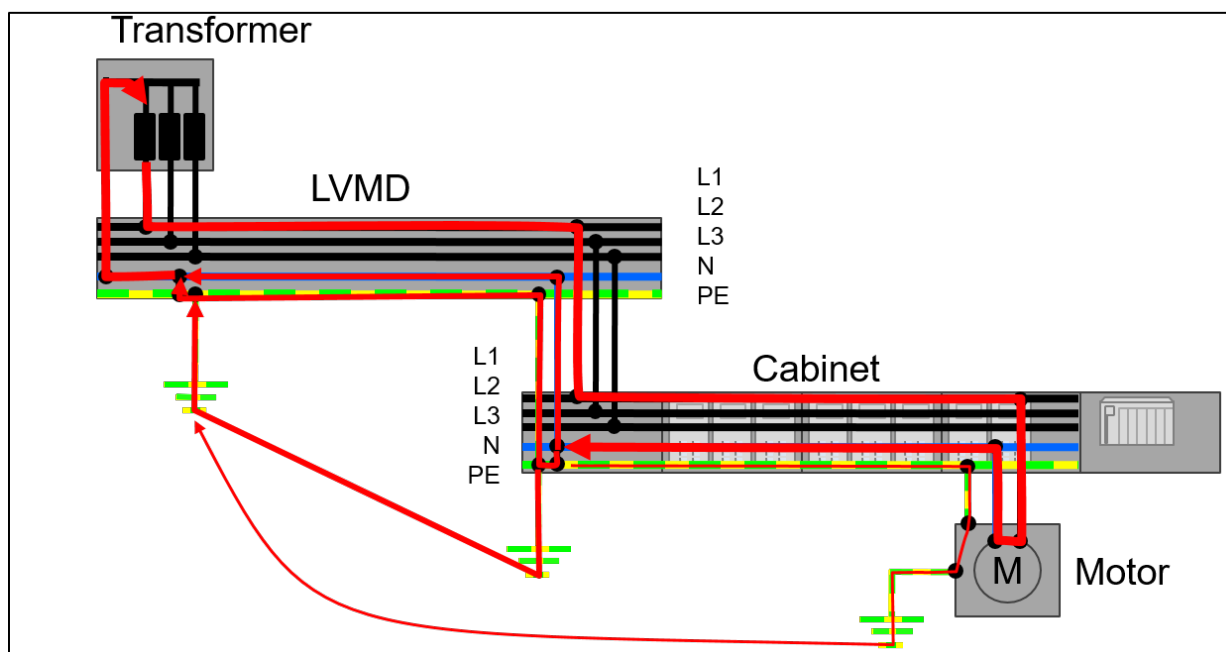 Transformer
LVMD
L1
L2
L3
N
PE
L1
L2
L3
N
PE
Cabinet
M
Motor